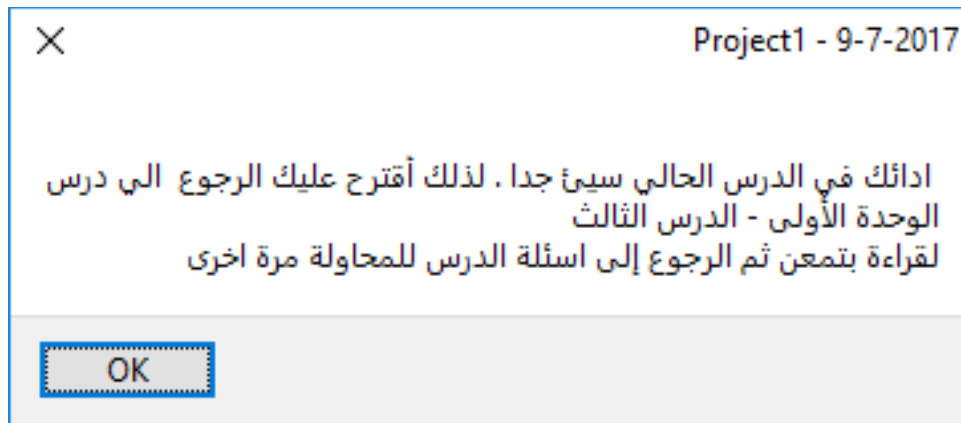 Project1 - 9-7-2017
ادائك في الدرس الحالي سيئ جدا . لذلك أقترح عليك الرجوع الي درس
الوحدة الأولى - الدرس الثالث
لقراءة بتمعن ثم الرجوع إلى اسئلة الدرس للمحاولة مرة اخرى
OK